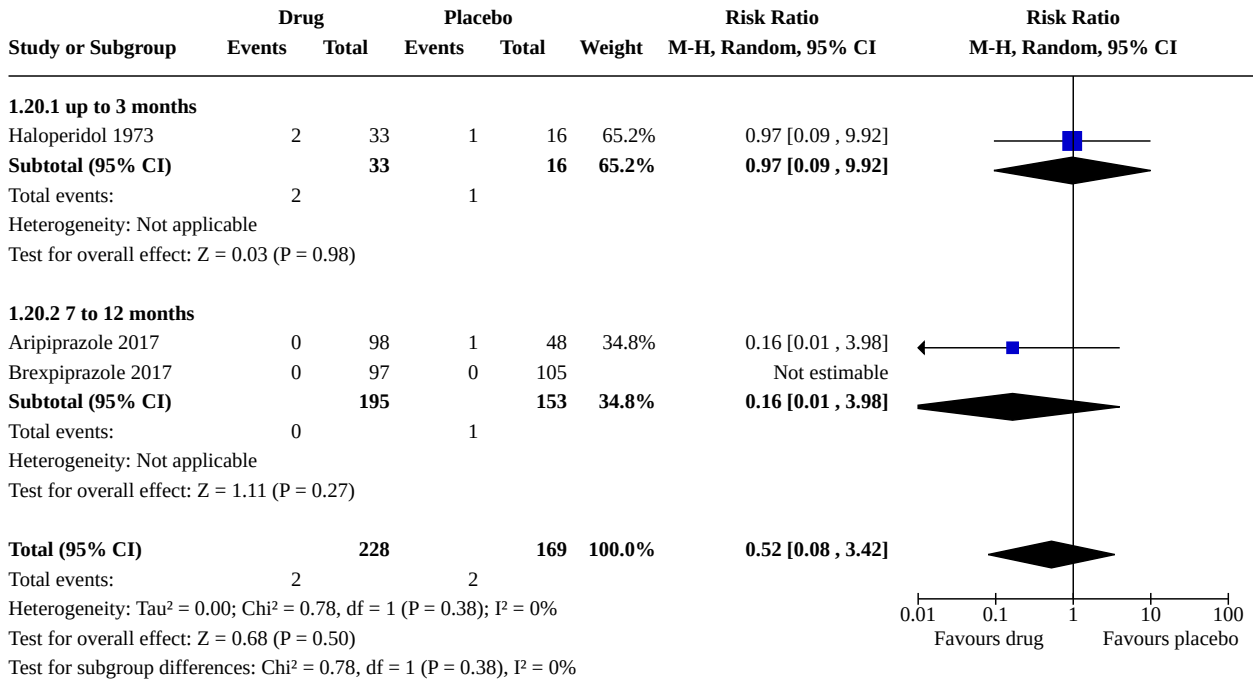 Drug Placebo Risk Ratio Risk Ratio
Study or Subgroup Events Total Events Total Weight M-H, Random, 95% CI M-H, Random, 95% CI
1.20.1 up to 3 months
Haloperidol 1973 2 33 1 16 65.2% 0.97 [0.09 , 9.92]
Subtotal (95% CI) 33 16 65.2% 0.97 [0.09 , 9.92]
Total events: 2 1
Heterogeneity: Not applicable
Test for overall effect: Z = 0.03 (P = 0.98)
1.20.2 7 to 12 months
Aripiprazole 2017 0 98 1 48 34.8% 0.16 [0.01 , 3.98]
Brexpiprazole 2017 0 97 0 105 Not estimable
Subtotal (95% CI) 195 153 34.8% 0.16 [0.01 , 3.98]
Total events: 0 1
Heterogeneity: Not applicable
Test for overall effect: Z = 1.11 (P = 0.27)
Total (95% CI) 228 169 100.0% 0.52 [0.08 , 3.42]
Total events: 2 2
Heterogeneity: Tau² = 0.00; Chi² = 0.78, df = 1 (P = 0.38); I² = 0%
0.01 0.1 1 10 100
Test for overall effect: Z = 0.68 (P = 0.50) Favours drug Favours placebo
Test for subgroup differences: Chi² = 0.78, df = 1 (P = 0.38), I² = 0%